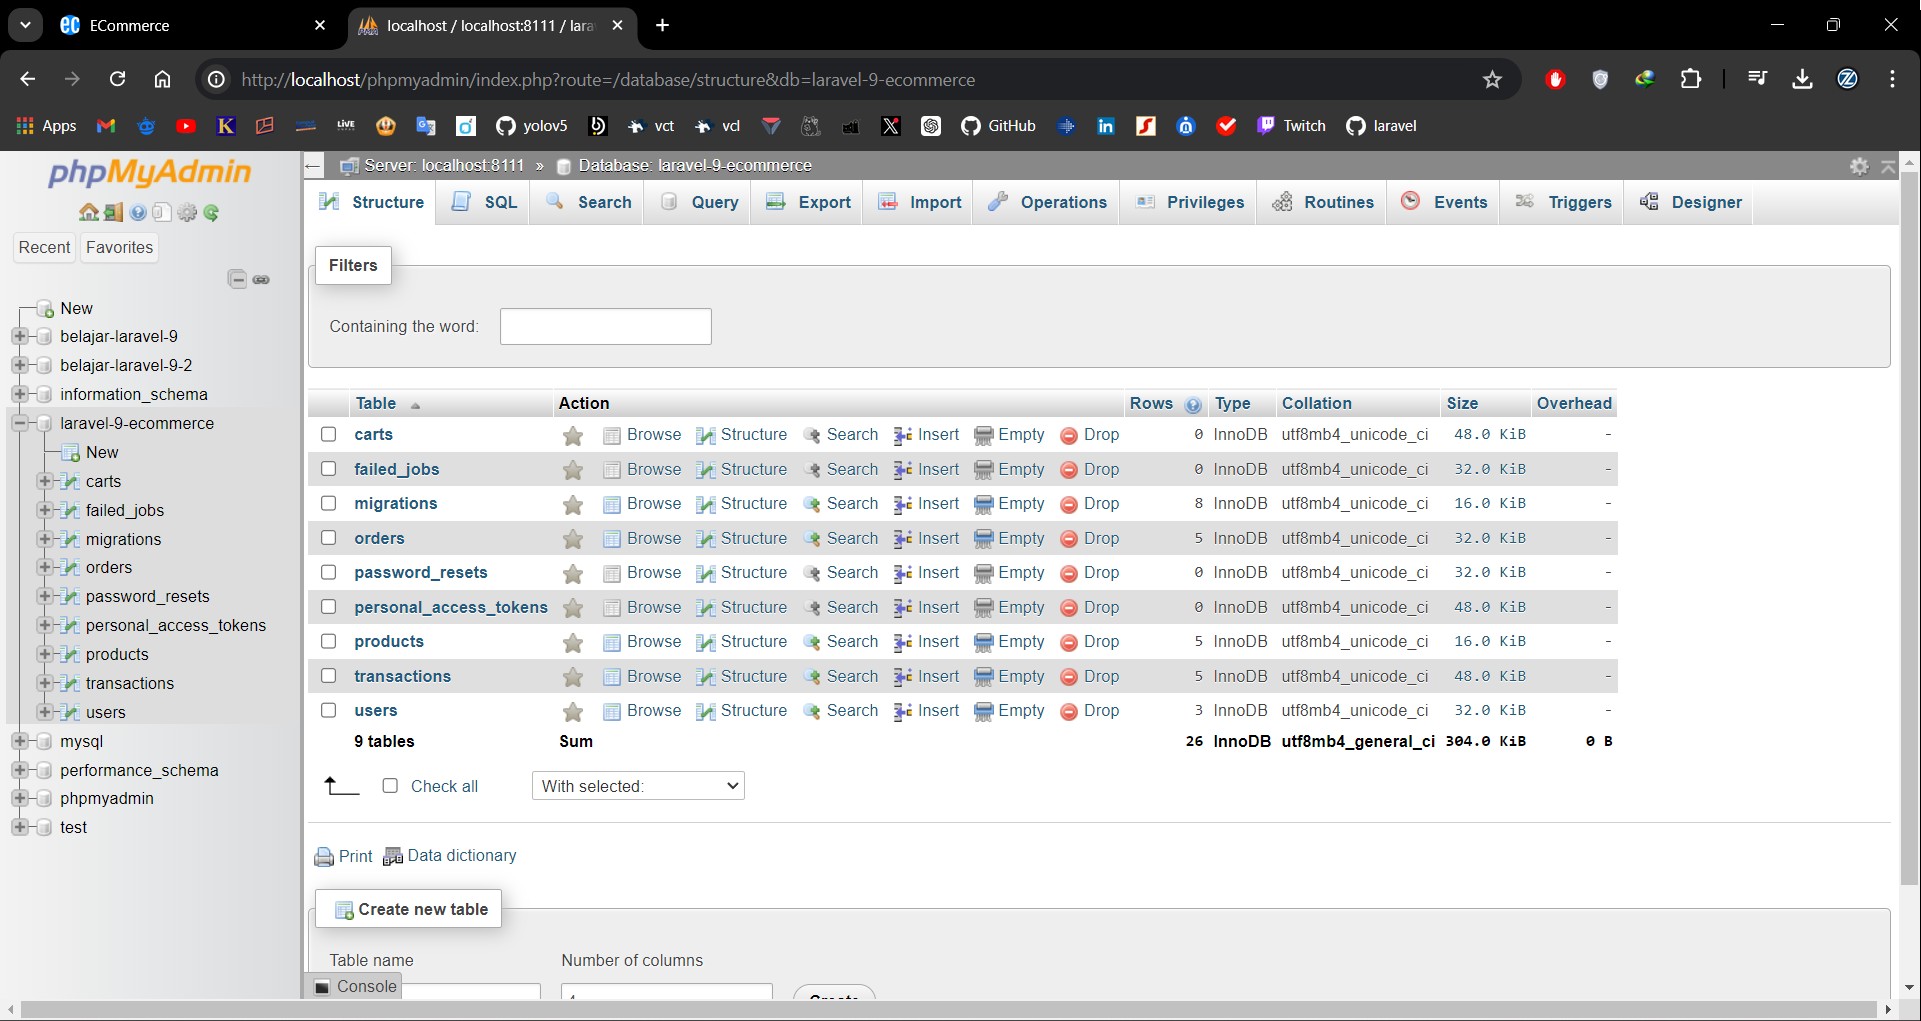 ECommerce
localhost / localhost:8111 / lara
http://localhost/phpmyadmin/index.php?route=/database/structure&db=laravel-9-ecommerce
Apps
K
LIVE
yolov5
vct
vcl
GitHub
in
Twitch
laravel
phpMyAdmin
Recent Favorites
New
belajar-laravel-9
belajar-laravel-9-2
information_schema
laravel-9-ecommerce
New
carts
failed_jobs
migrations
orders
password_resets
personal_access_tokens
products
transactions
users
mysql
performance_schema
phpmyadmin
test
Server: localhost:8111 » Database: laravel-9-ecommerce
Structure SQL Search Query Export Import Operations Privileges Routines Events Triggers Designer
Filters
Containing the word:
Table Action Rows Type Collation Size Overhead
carts Browse Structure Search Insert Empty Drop 0 InnoDB utf8mb4_unicode_ci 48.0 KiB -
failed_jobs Browse Structure Search Insert Empty Drop 0 InnoDB utf8mb4_unicode_ci 32.0 KiB -
migrations Browse Structure Search Insert Empty Drop 8 InnoDB utf8mb4_unicode_ci 16.0 KiB -
orders Browse Structure Search Insert Empty Drop 5 InnoDB utf8mb4_unicode_ci 32.0 KiB -
password_resets Browse Structure Search Insert Empty Drop 0 InnoDB utf8mb4_unicode_ci 32.0 KiB -
personal_access_tokens Browse Structure Search Insert Empty Drop 0 InnoDB utf8mb4_unicode_ci 48.0 KiB -
products Browse Structure Search Insert Empty Drop 5 InnoDB utf8mb4_unicode_ci 16.0 KiB -
transactions Browse Structure Search Insert Empty Drop 5 InnoDB utf8mb4_unicode_ci 48.0 KiB -
users Browse Structure Search Insert Empty Drop 3 InnoDB utf8mb4_unicode_ci 32.0 KiB -
9 tables Sum 26 InnoDB utf8mb4_general_ci 304.0 KiB 0 B
Check all With selected:
Print Data dictionary
Create new table
Table name Number of columns
Console